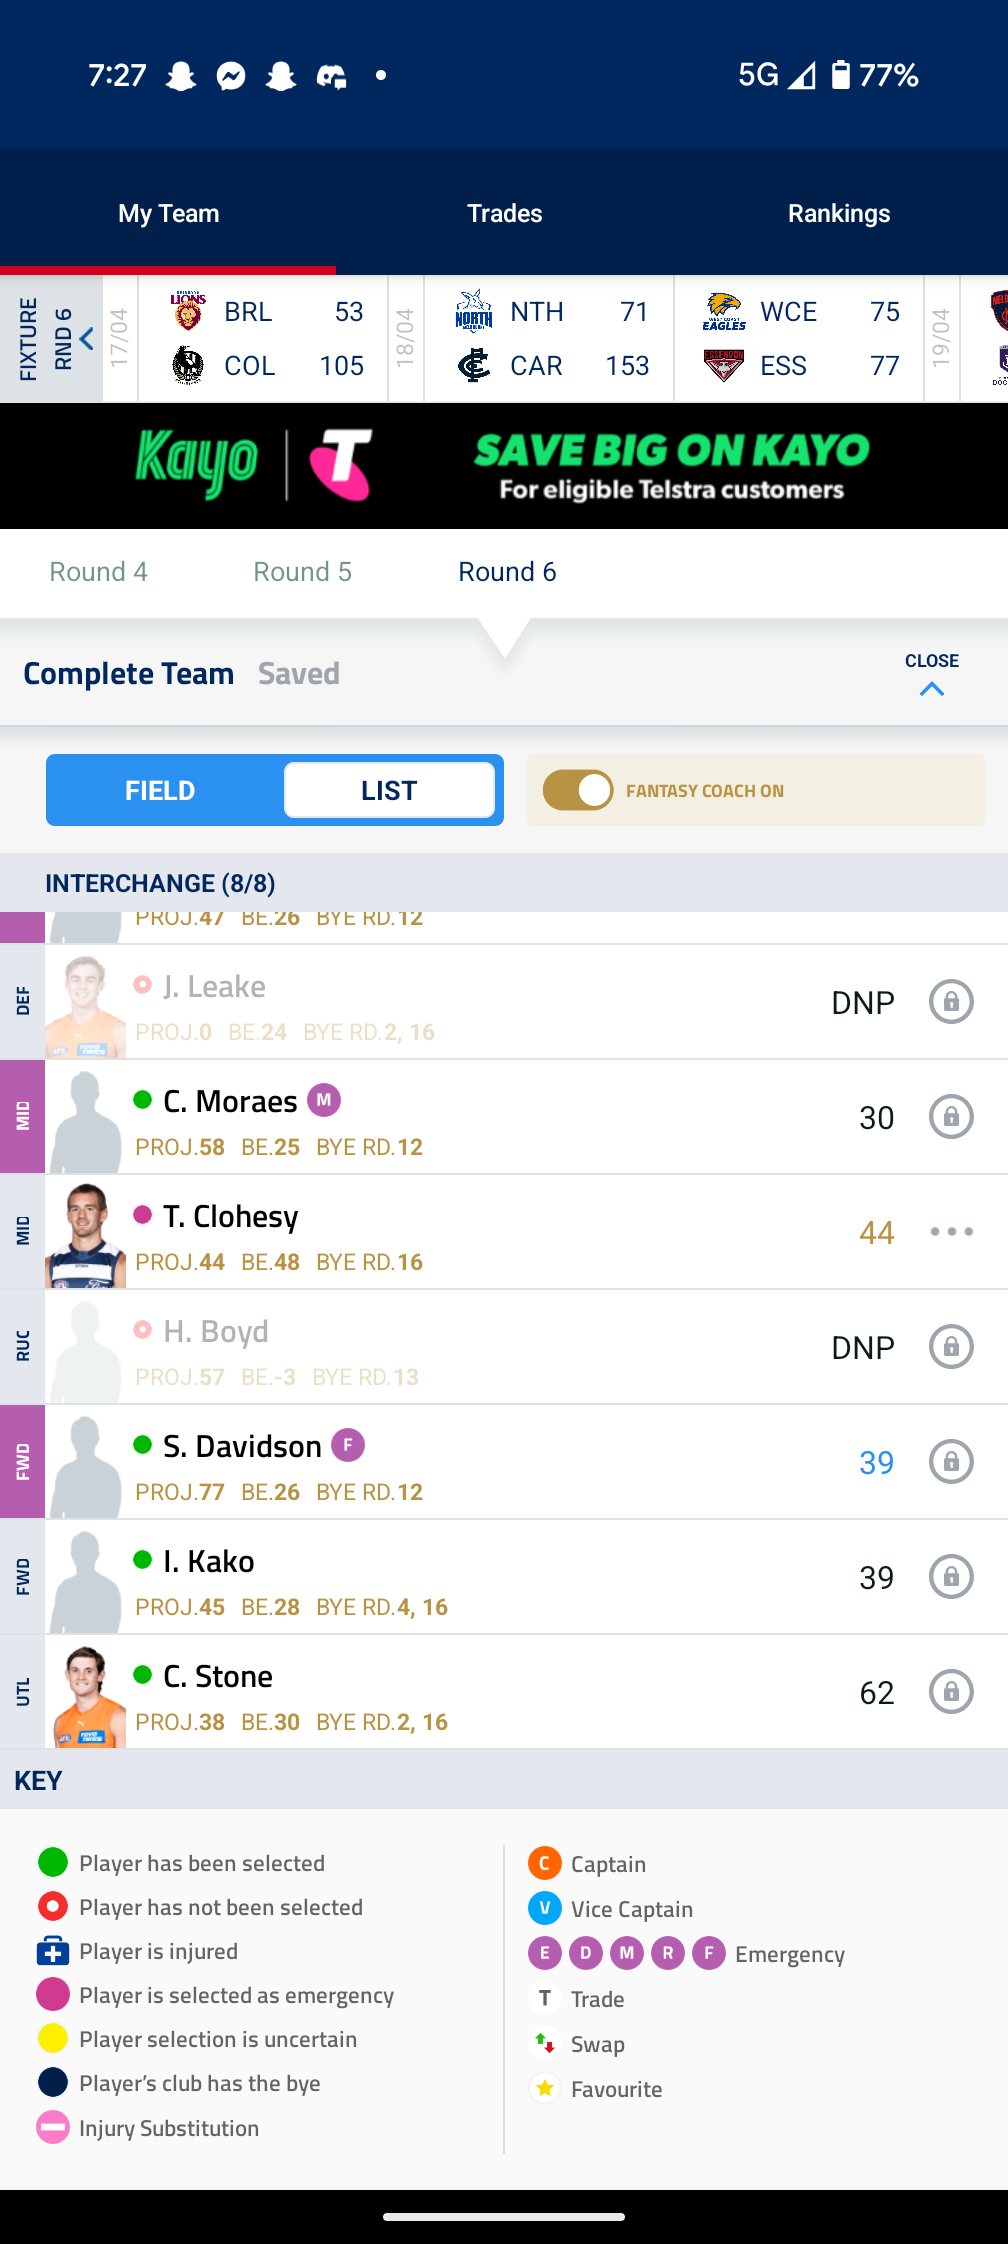 7:27 5G 77%
My Team Trades Rankings
FIXTURE
RND 6
17/04
LIONS BRL 53
COL 105
18/04
NORTH NTH 71
CAR 153
WEST COAST EAGLES WCE 75
ESSENDON ESS 77
19/04
Kayo T SAVE BIG ON KAYO
For eligible Telstra customers
Round 4 Round 5 Round 6
Complete Team Saved CLOSE
FIELD LIST FANTASY COACH ON
INTERCHANGE (8/8)
PROJ.47 BE.26 BYE RD.12
DEF J. Leake DNP
PROJ.0 BE.24 BYE RD.2, 16
MID C. Moraes M 30
PROJ.58 BE.25 BYE RD.12
MID T. Clohesy 44
PROJ.44 BE.48 BYE RD.16
RUC H. Boyd DNP
PROJ.57 BE.-3 BYE RD.13
FWD S. Davidson F 39
PROJ.77 BE.26 BYE RD.12
FWD I. Kako 39
PROJ.45 BE.28 BYE RD.4, 16
UTL C. Stone 62
PROJ.38 BE.30 BYE RD.2, 16
KEY
Player has been selected
Player has not been selected
Player is injured
Player is selected as emergency
Player selection is uncertain
Player's club has the bye
Injury Substitution
C Captain
V Vice Captain
E D M R F Emergency
T Trade
Swap
Favourite